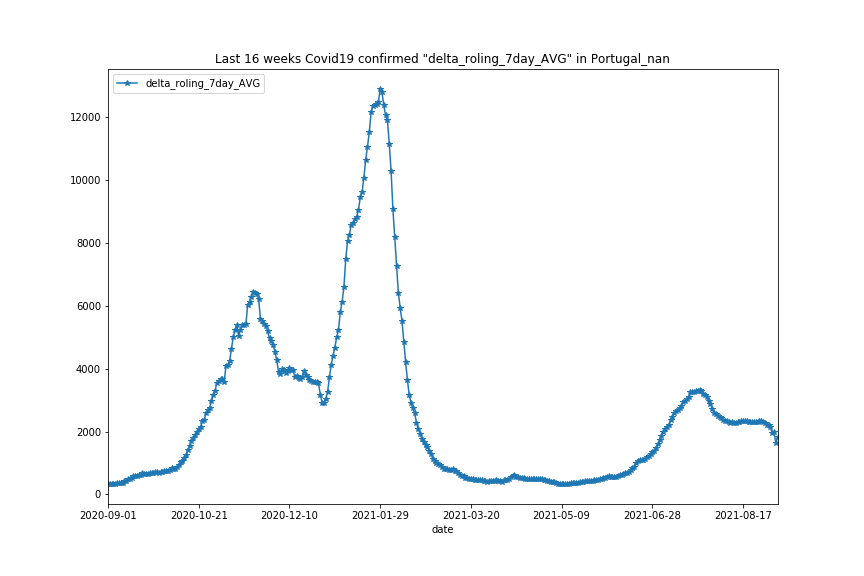 Last 16 weeks Covid19 confirmed "delta_roling_7day_AVG" in Portugal_nan
delta_roling_7day_AVG
12000
10000
8000
6000
4000
2000
0
2020-09-01 2020-10-21 2020-12-10 2021-01-29 2021-03-20 2021-05-09 2021-06-28 2021-08-17
date